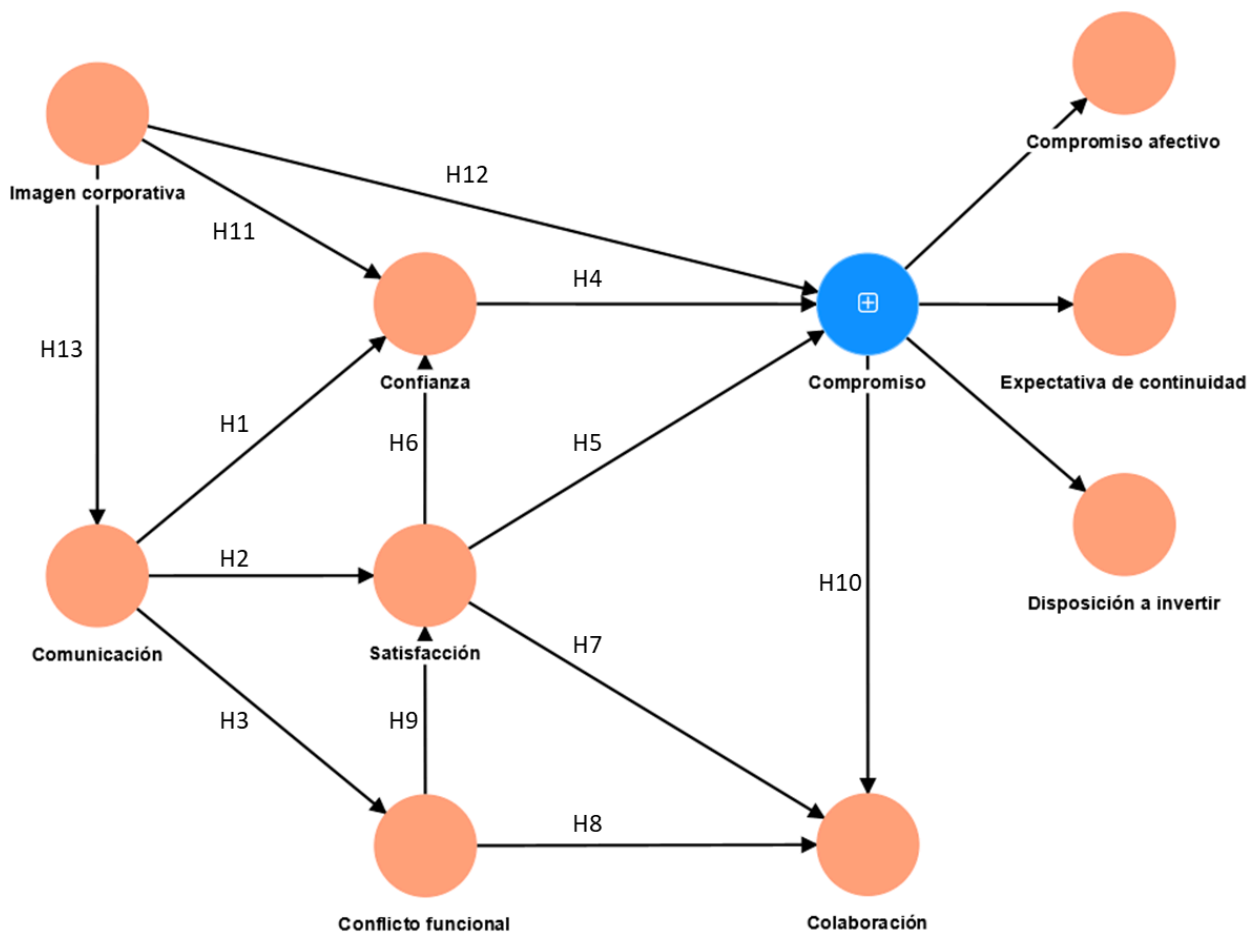 Compromiso afectivo
H12
Imagen corporativa
H11
H4
H13
Confianza
Compromiso
Expectativa de continuidad
H1
H6
H5
H2
H10
Disposición a invertir
Comunicación
Satisfacción
H7
H3
H9
H8
Conflicto funcional
Colaboración